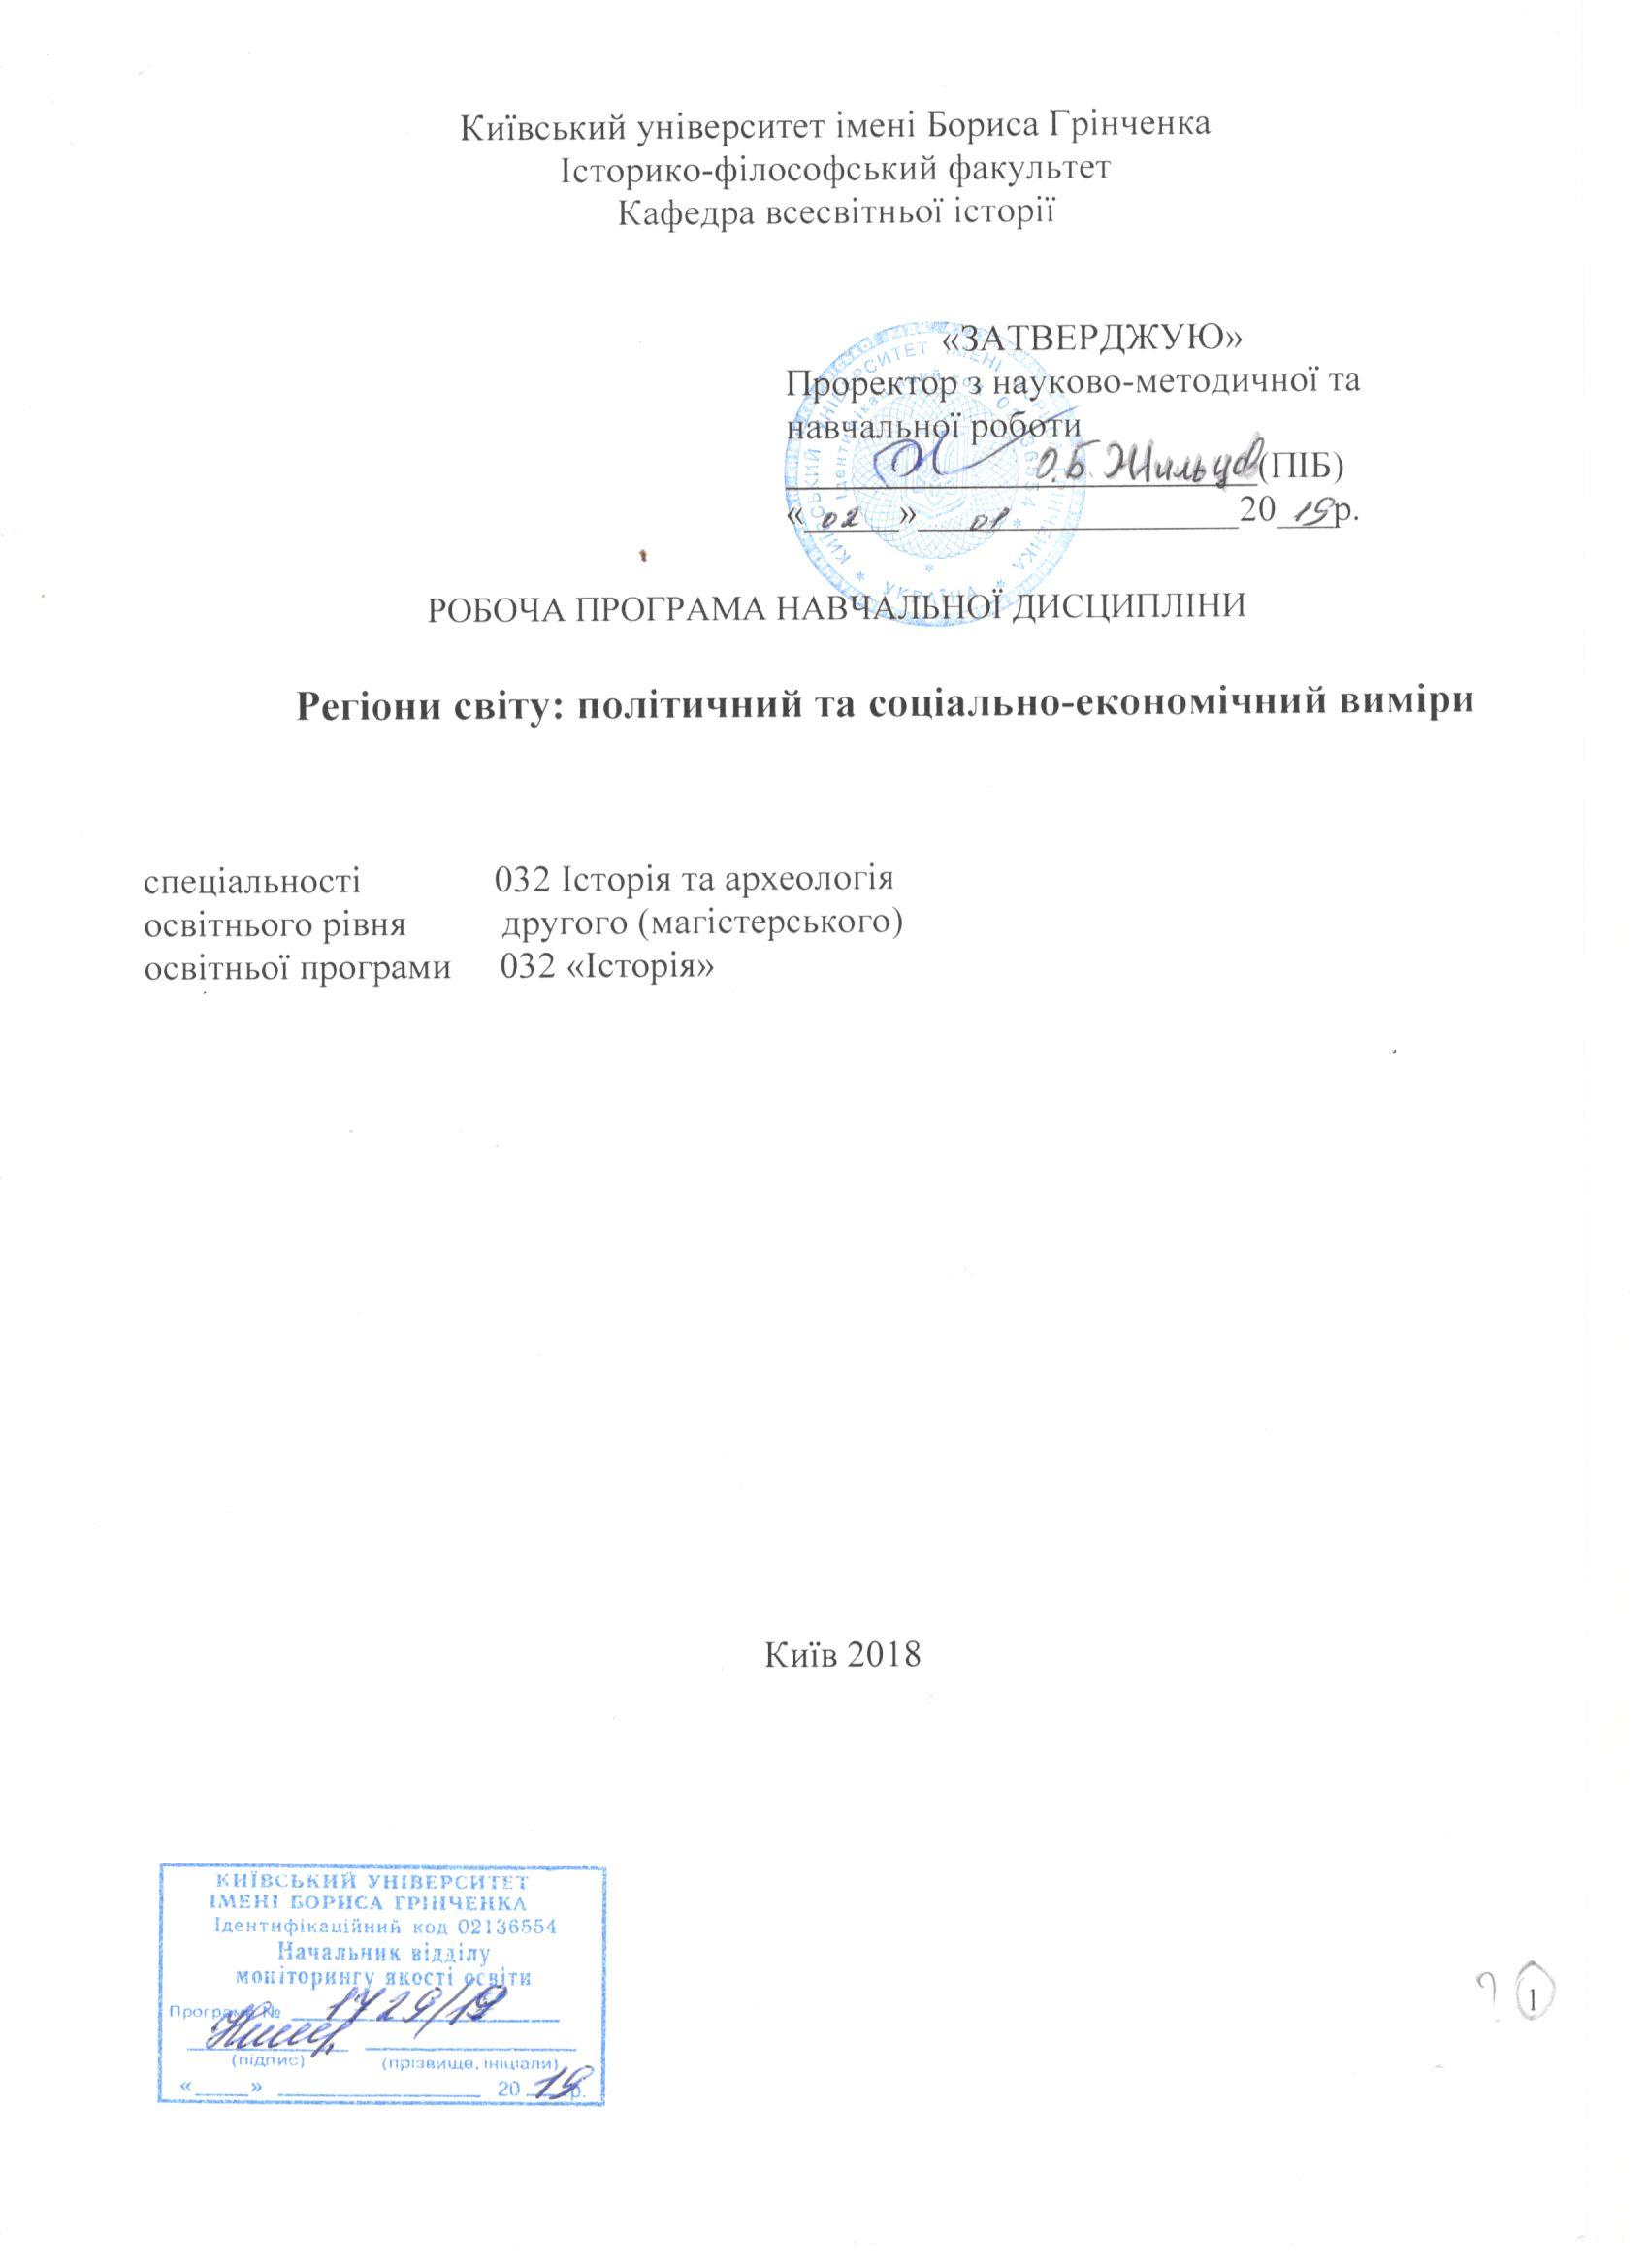 Київський університет імені Бориса Грінченка
Історико-філософський факультет
Кафедра всесвітньої історії
«ЗАТВЕРДЖУЮ»
Проректор з науково-методичної та
навчальної роботи
О.Б. Жильцов(ПІБ)
«02»01 2019р.
РОБОЧА ПРОГРАМА НАВЧАЛЬНОЇ ДИСЦИПЛІНИ
Регіони світу: політичний та соціально-економічний виміри
спеціальності 032 Історія та археологія
освітнього рівня другого (магістерського)
освітньої програми 032 «Історія»
Київ 2018
КИЇВСЬКИЙ УНІВЕРСИТЕТ
ІМЕНІ БОРИСА ГРІНЧЕНКА
Ідентифікаційний код 02136554
Начальник відділу
моніторингу якості освіти
Програма № 1729/19
(підпис) (прізвище, ініціали)
«____» ____ 2019р.
1